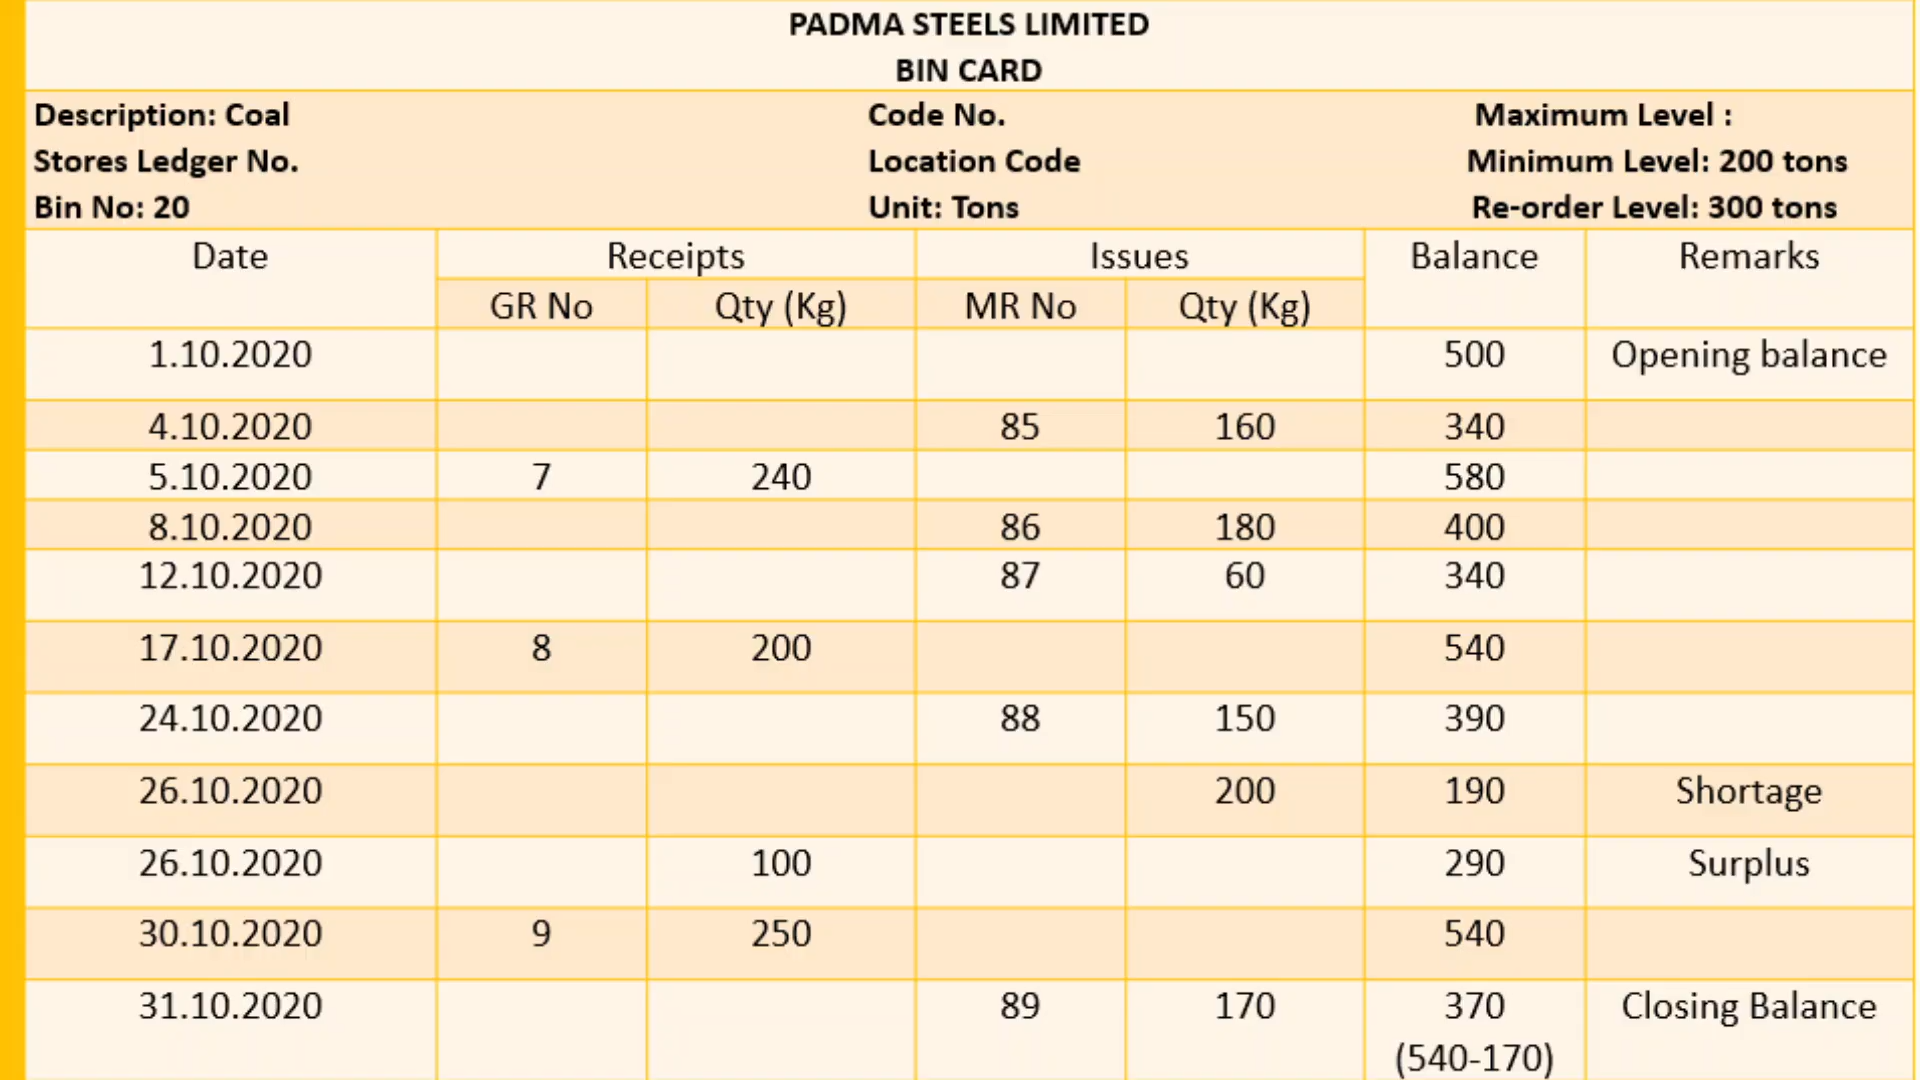 PADMA STEELS LIMITED
BIN CARD
Description: Coal Code No. Maximum Level :
Stores Ledger No. Location Code Minimum Level: 200 tons
Bin No: 20 Unit: Tons Re-order Level: 300 tons
Date Receipts Issues Balance Remarks
GR No Qty (Kg) MR No Qty (Kg)
1.10.2020 500 Opening balance
4.10.2020 85 160 340
5.10.2020 7 240 580
8.10.2020 86 180 400
12.10.2020 87 60 340
17.10.2020 8 200 540
24.10.2020 88 150 390
26.10.2020 200 190 Shortage
26.10.2020 100 290 Surplus
30.10.2020 9 250 540
31.10.2020 89 170 370 Closing Balance
(540-170)